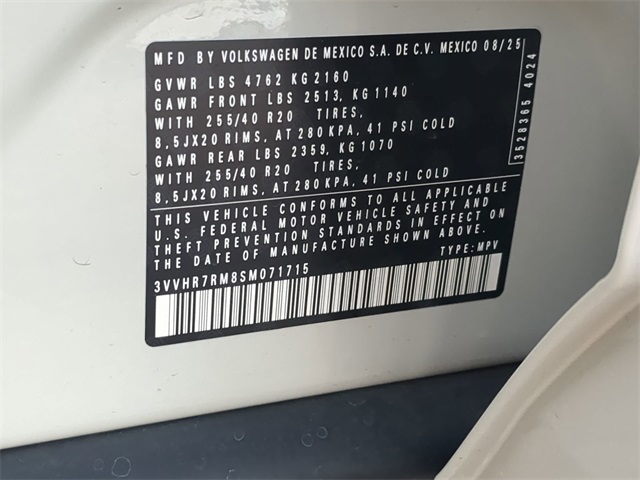 MFD BY VOLKSWAGEN DE MEXICO S.A. DE C.V. MEXICO 08/25
GVWR LBS 4762 KG 2160
GAWR FRONT LBS 2513, KG 1140
WITH 255/40 R20 TIRES,
8,5JX20 RIMS, AT 280 KPA, 41 PSI COLD
GAWR REAR LBS 2359, KG 1070
WITH 255/40 R20 TIRES,
8,5JX20 RIMS, AT 280 KPA, 41 PSI COLD
THIS VEHICLE CONFORMS TO ALL APPLICABLE
U.S. FEDERAL MOTOR VEHICLE SAFETY AND
THEFT PREVENTION STANDARDS IN EFFECT ON
THE DATE OF MANUFACTURE SHOWN ABOVE.
3VVHR7RM8SM071715 TYPE: MPV
3528365 4024